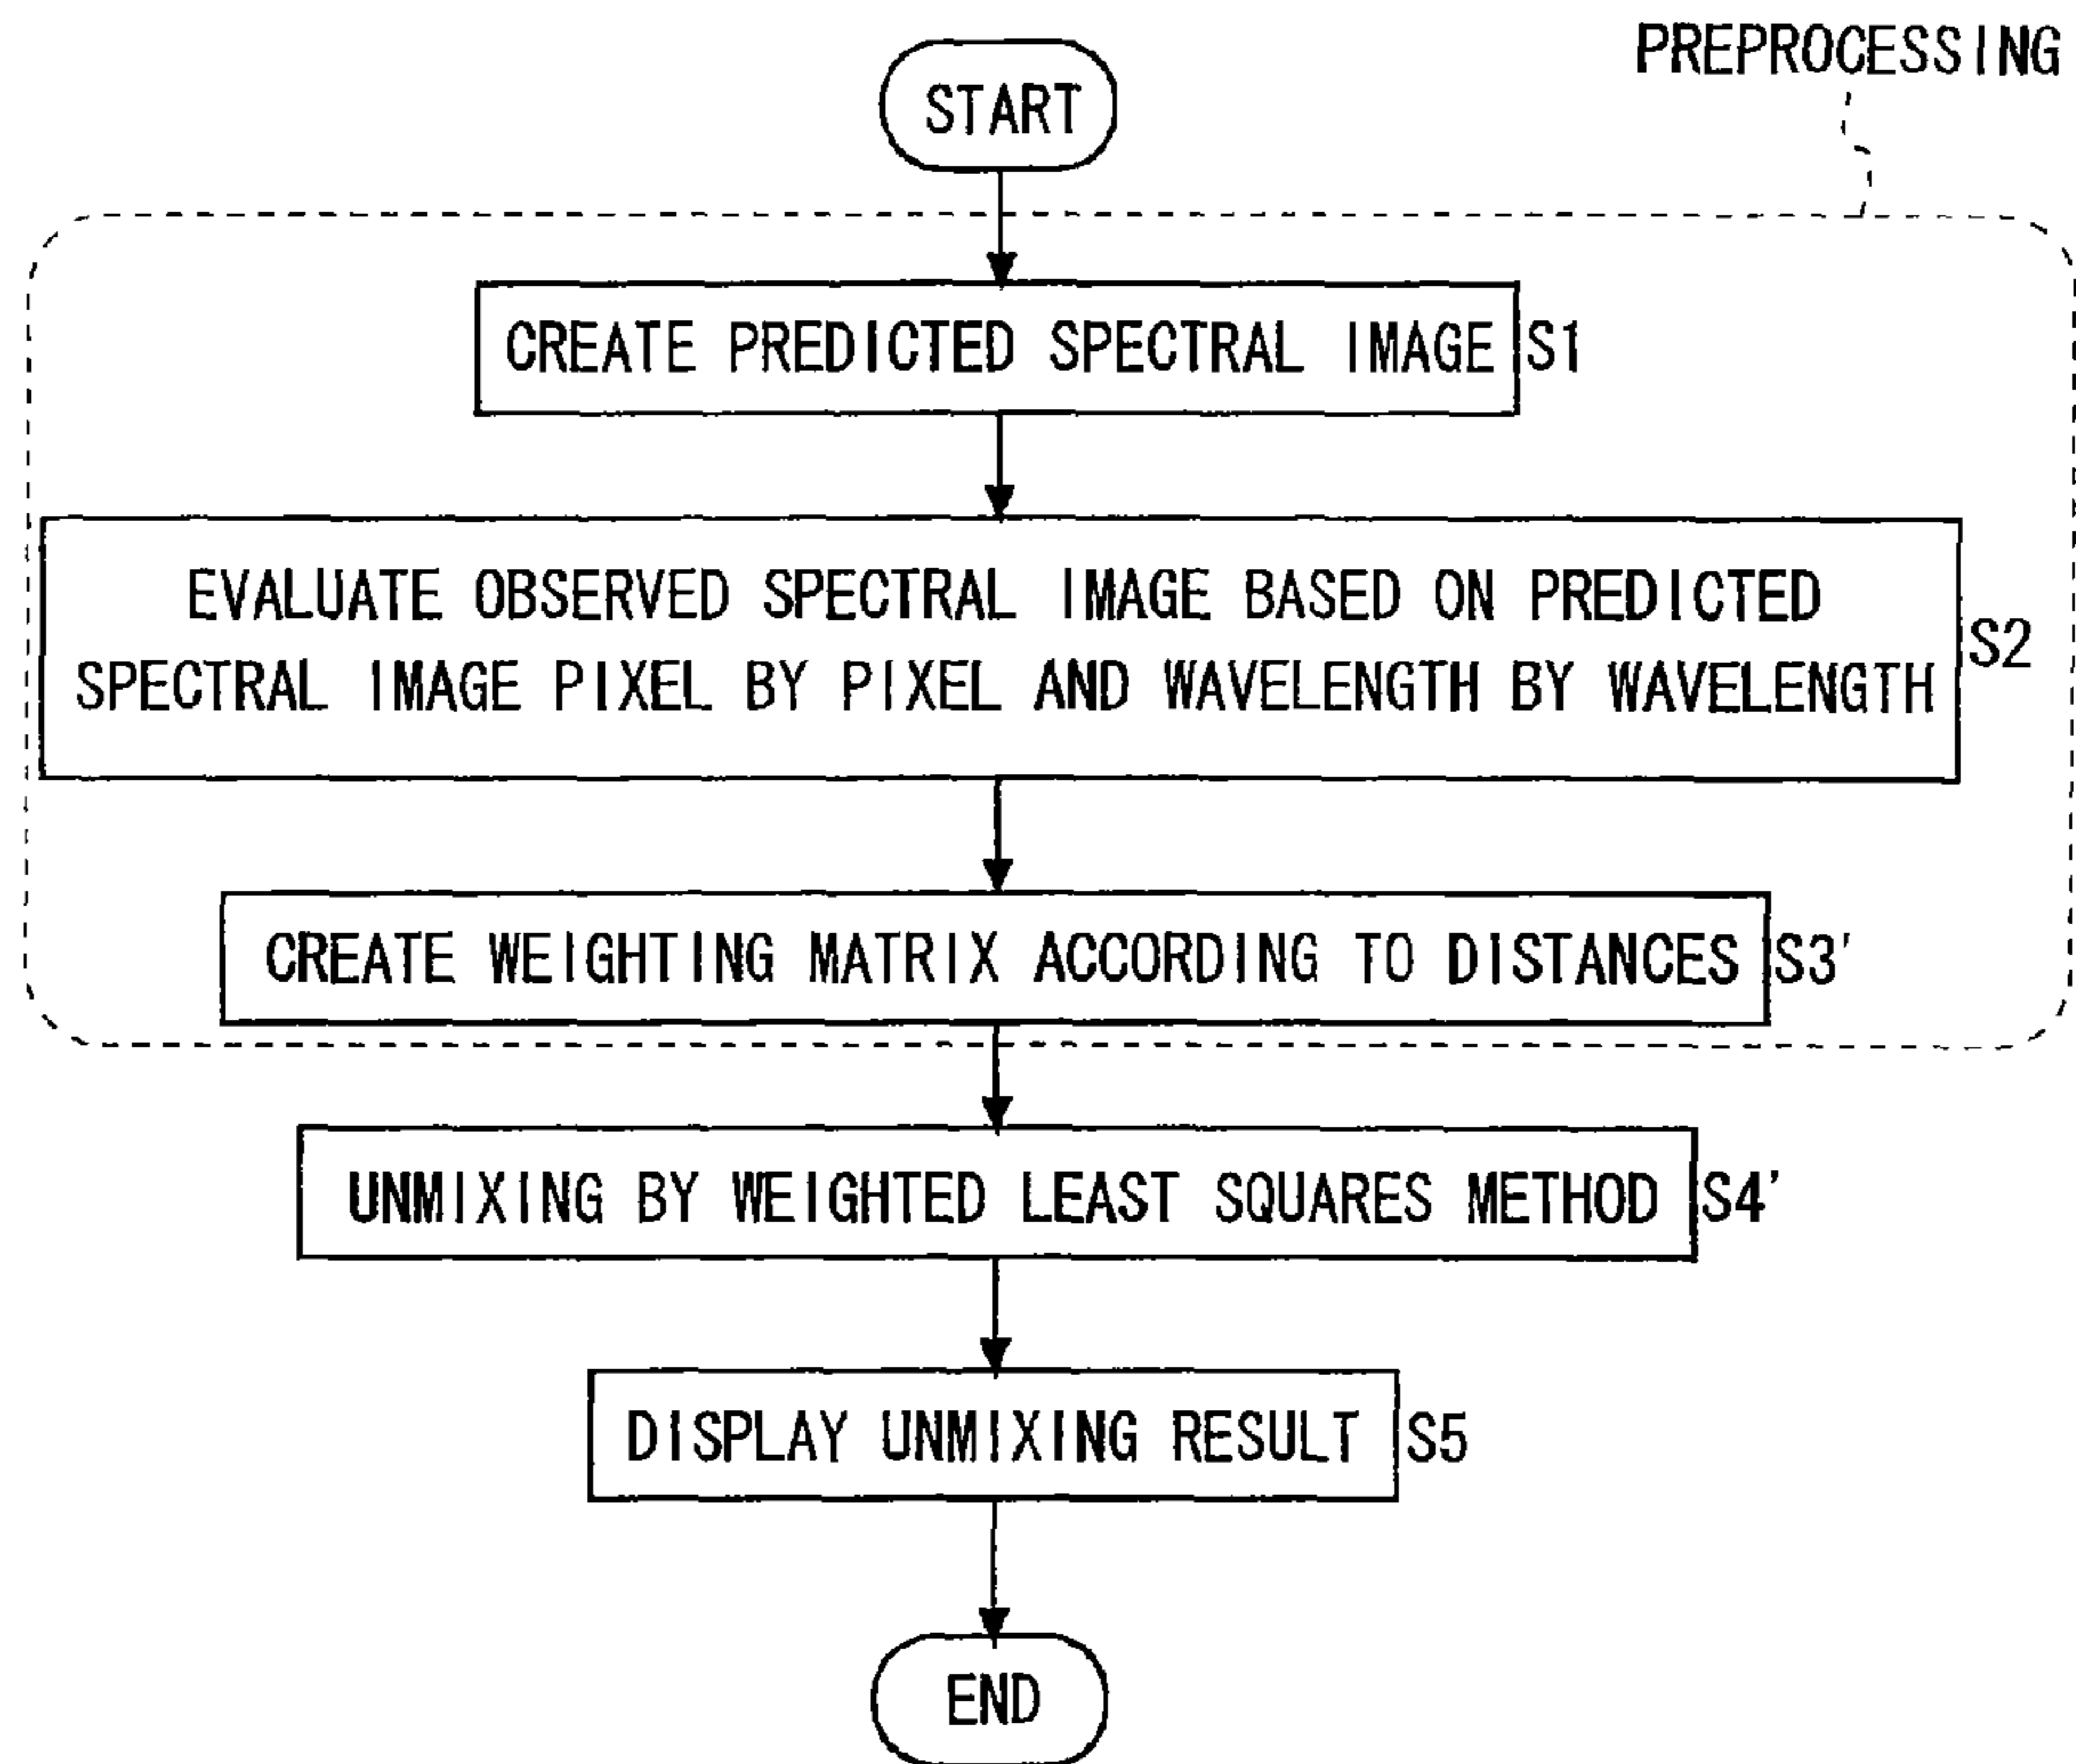 PREPROCESSING
START
CREATE PREDICTED SPECTRAL IMAGE S1
EVALUATE OBSERVED SPECTRAL IMAGE BASED ON PREDICTED
SPECTRAL IMAGE PIXEL BY PIXEL AND WAVELENGTH BY WAVELENGTH
S2
CREATE WEIGHTING MATRIX ACCORDING TO DISTANCES S3'
UNMIXING BY WEIGHTED LEAST SQUARES METHOD S4'
DISPLAY UNMIXING RESULT S5
END